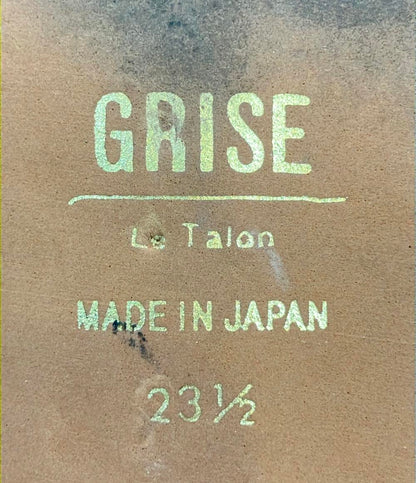 GRISE
Le Talon
MADE IN JAPAN
23½